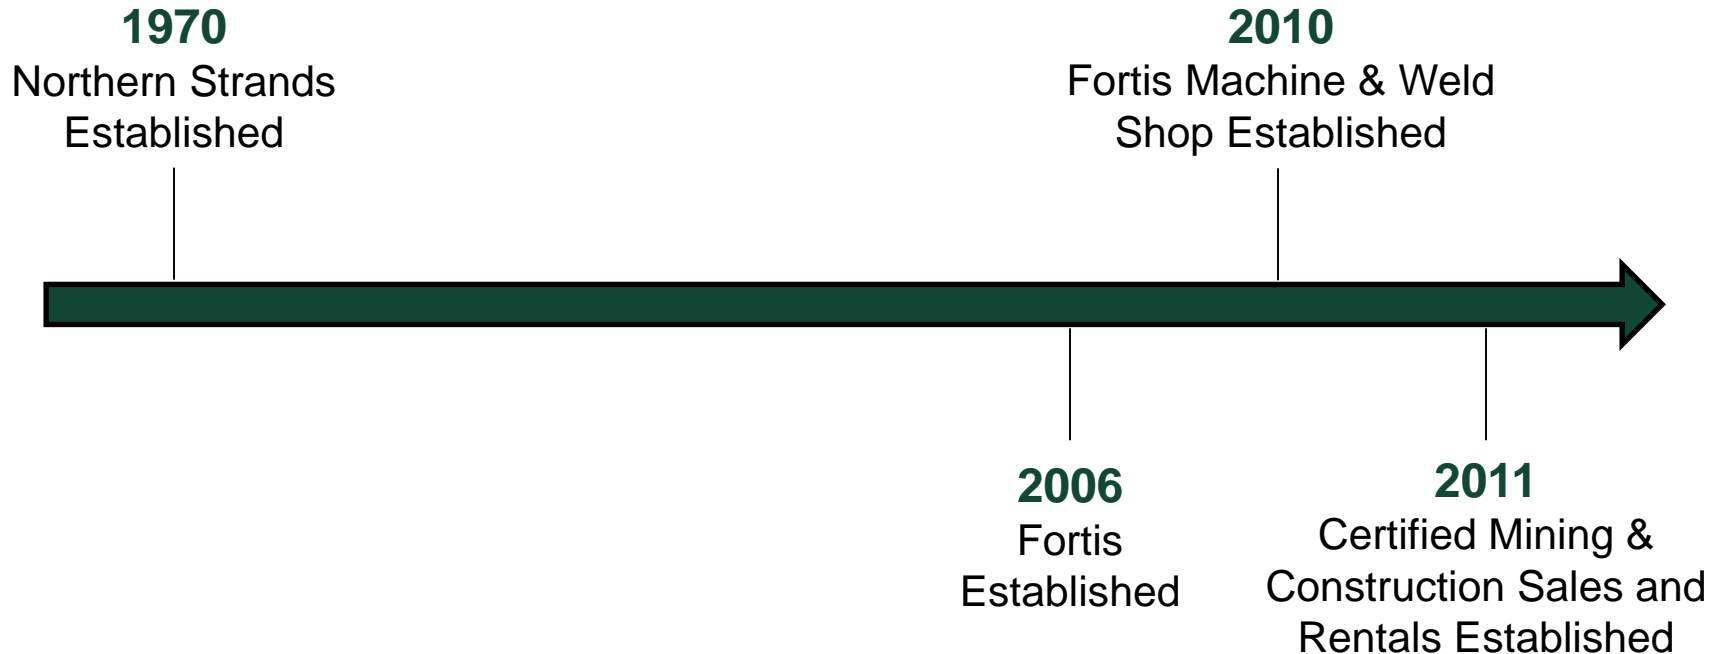 1970
Northern Strands
Established
2010
Fortis Machine & Weld
Shop Established
2006
Fortis
Established
2011
Certified Mining &
Construction Sales and
Rentals Established